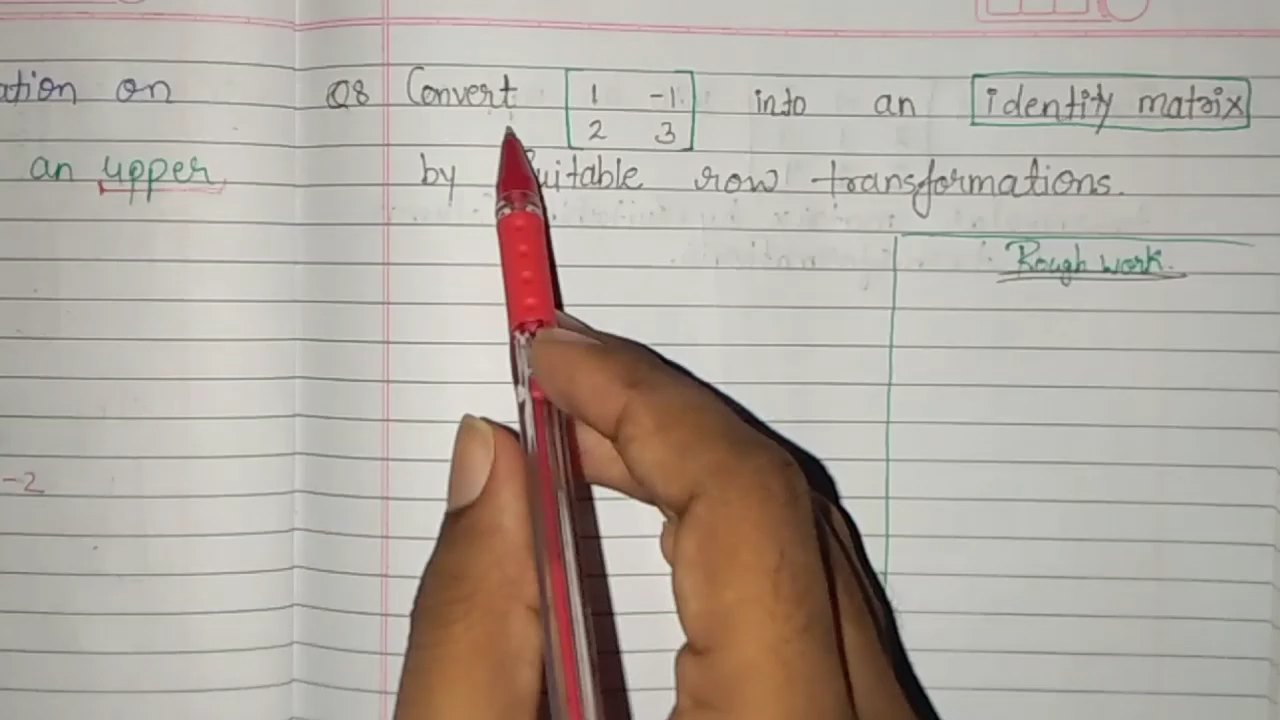 ation on
an upper
-2
Q8 Convert [1 -1
2 3] into an identity matrix
by suitable row transformations.
Rough work.